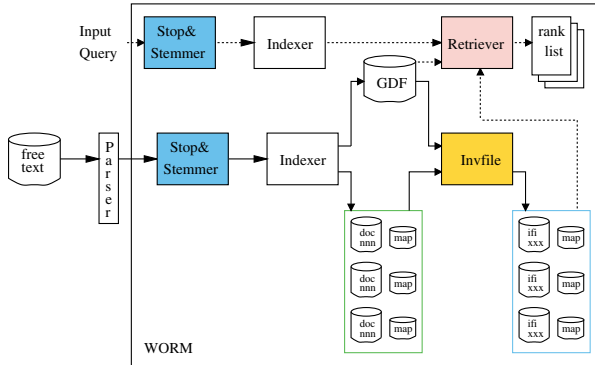 Input
Query
Stop&
Stemmer
Indexer
Retriever
rank
list
GDF
free
text
Parser
Stop&
Stemmer
Indexer
Invfile
doc
nnn
map
doc
nnn
map
doc
nnn
map
ifi
xxx
map
ifi
xxx
map
ifi
xxx
map
WORM